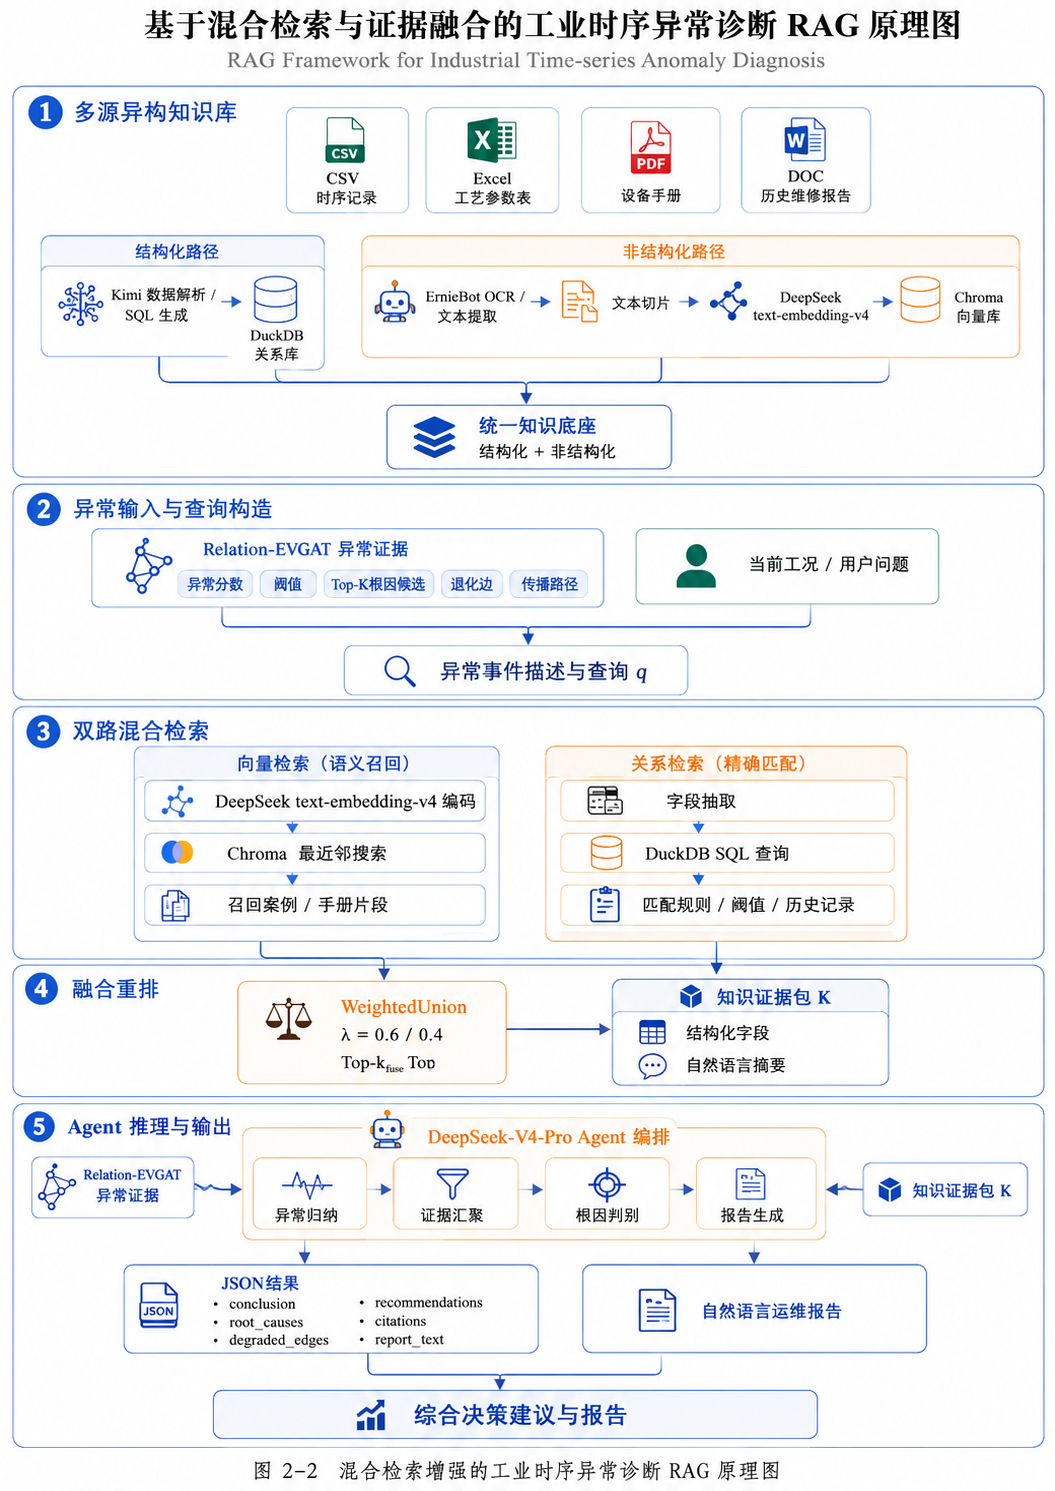 基于混合检索与证据融合的工业时序异常诊断 RAG 原理图
RAG Framework for Industrial Time-series Anomaly Diagnosis
1 多源异构知识库
CSV
CSV
时序记录
X
Excel
工艺参数表
PDF
设备手册
W
DOC
历史维修报告
结构化路径
Kimi 数据解析 /
SQL 生成
DuckDB
关系库
非结构化路径
ErnieBot OCR /
文本提取
文本切片
DeepSeek
text-embedding-v4
Chroma
向量库
统一知识底座
结构化 + 非结构化
2 异常输入与查询构造
Relation-EVGAT 异常证据
异常分数
阈值
Top-K根因候选
退化边
传播路径
当前工况 / 用户问题
异常事件描述与查询 q
3 双路混合检索
向量检索（语义召回）
DeepSeek text-embedding-v4 编码
Chroma 最近邻搜索
召回案例 / 手册片段
关系检索（精确匹配）
字段抽取
DuckDB SQL 查询
匹配规则 / 阈值 / 历史记录
4 融合重排
WeightedUnion
λ = 0.6 / 0.4
Top-kfuse Top
知识证据包 K
结构化字段
自然语言摘要
5 Agent 推理与输出
DeepSeek-V4-Pro Agent 编排
Relation-EVGAT
异常证据
异常归纳
证据汇聚
根因判别
报告生成
知识证据包 K
JSON
JSON结果
• conclusion
• root_causes
• degraded_edges
• recommendations
• citations
• report_text
自然语言运维报告
综合决策建议与报告
图 2-2 混合检索增强的工业时序异常诊断 RAG 原理图